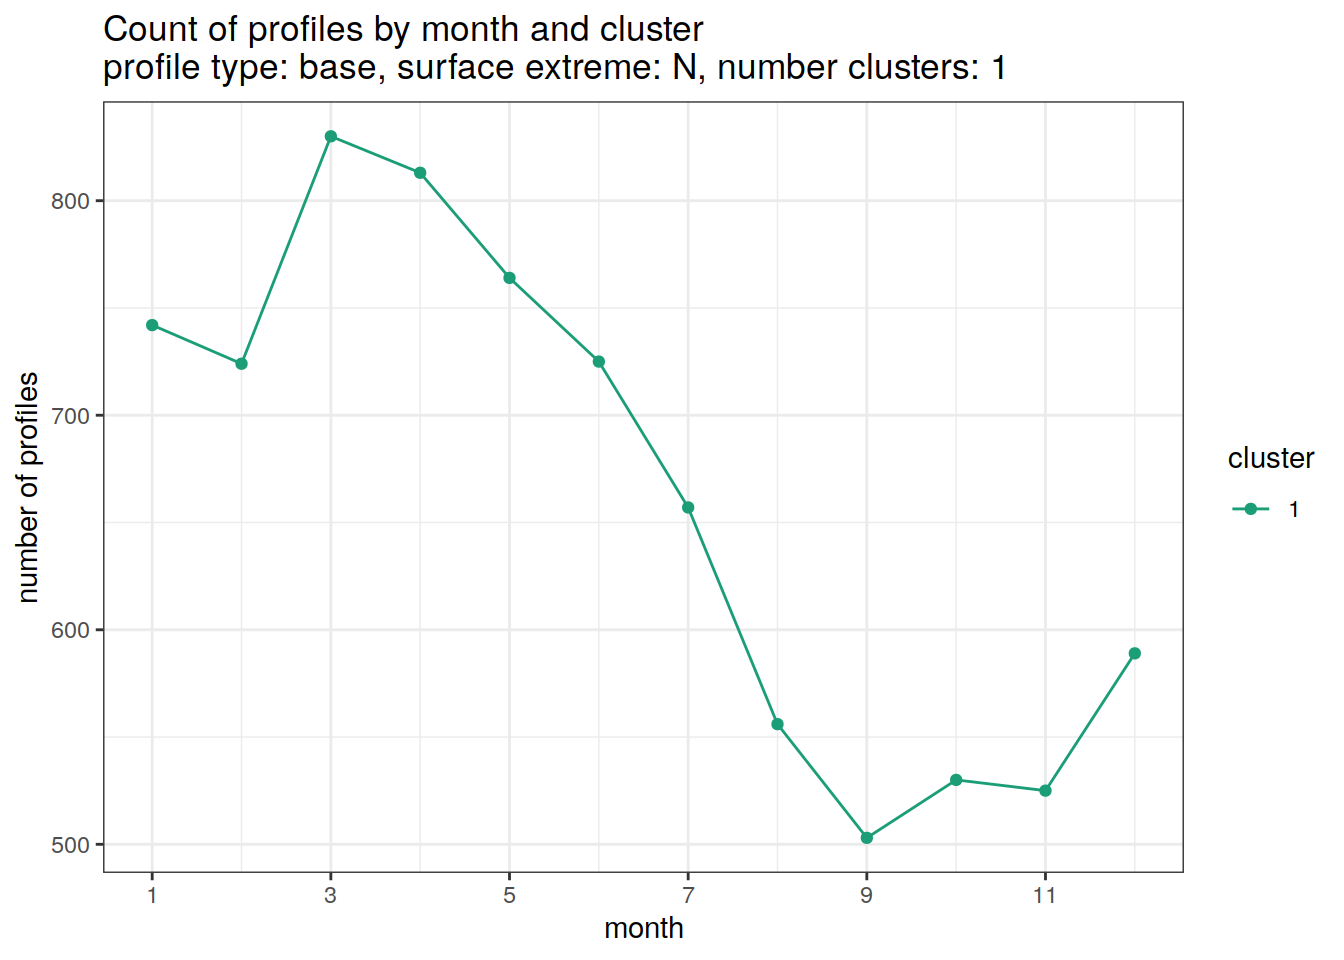 Count of profiles by month and cluster
profile type: base, surface extreme: N, number clusters: 1
800
700
600
500
number of profiles
1 3 5 7 9 11
month
cluster
1